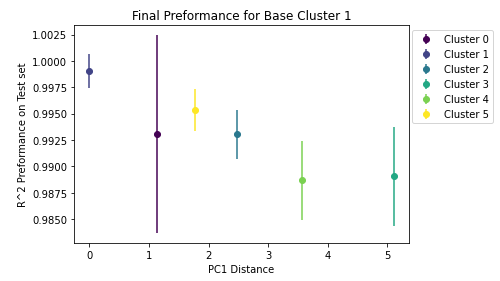 Final Preformance for Base Cluster 1
R^2 Preformance on Test set
1.0025
1.0000
0.9975
0.9950
0.9925
0.9900
0.9875
0.9850
0
1
2
3
4
5
PC1 Distance
Cluster 0
Cluster 1
Cluster 2
Cluster 3
Cluster 4
Cluster 5